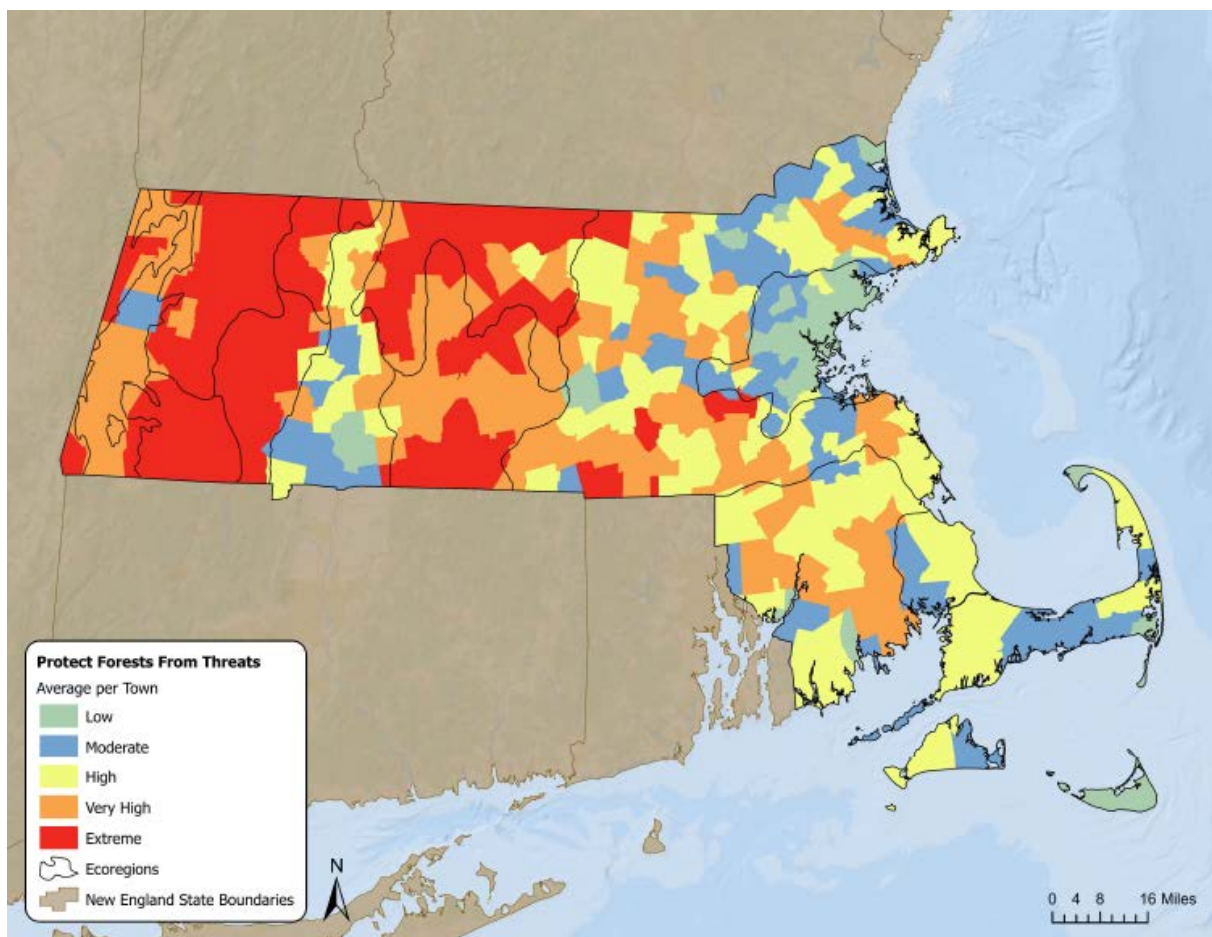 Protect Forests From Threats
Average per Town
Low
Moderate
High
Very High
Extreme
Ecoregions
New England State Boundaries
N
0 4 8 16 Miles